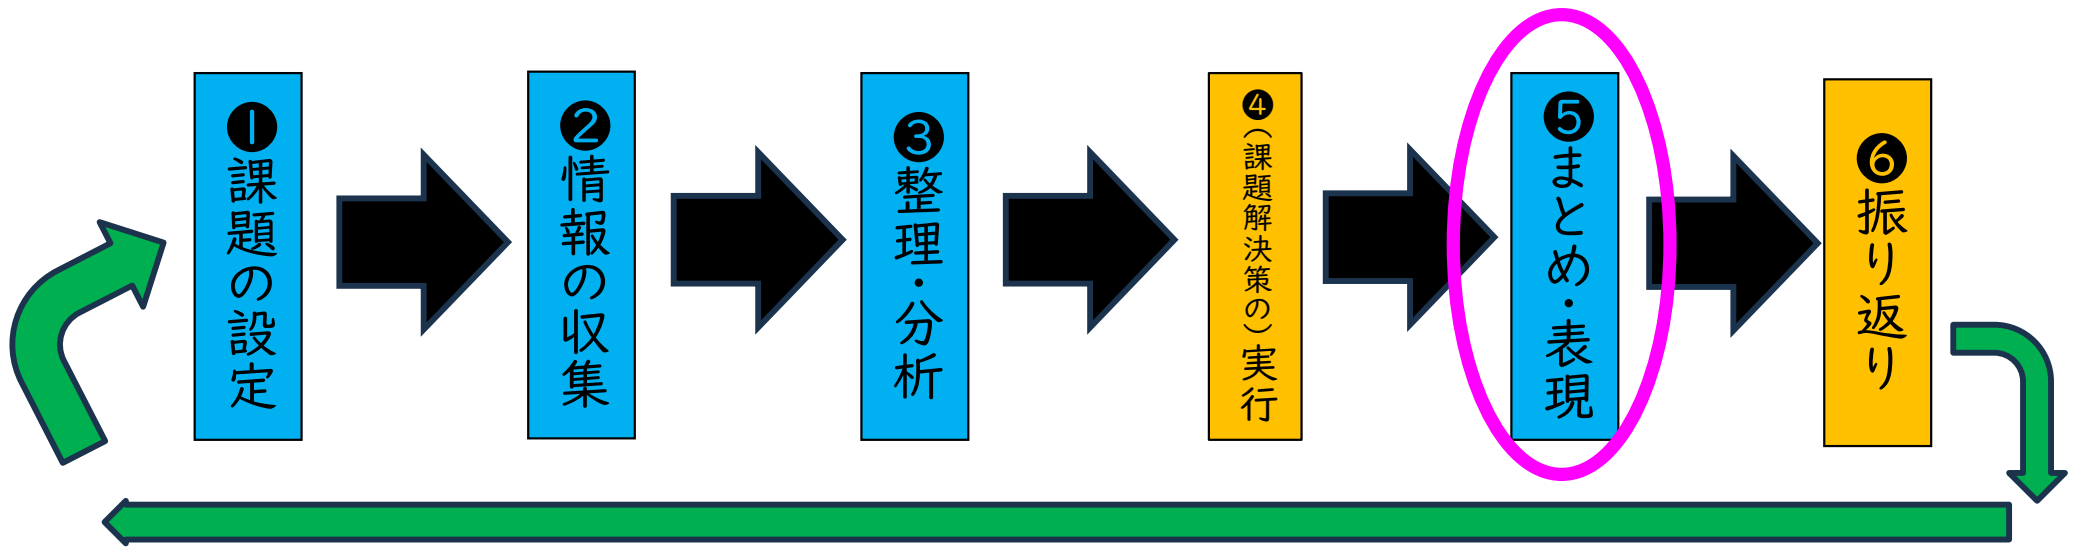 ❶課題の設定
❷情報の収集
❸整理・分析
❹(課題解決策の)実行
❺まとめ・表現
❻振り返り